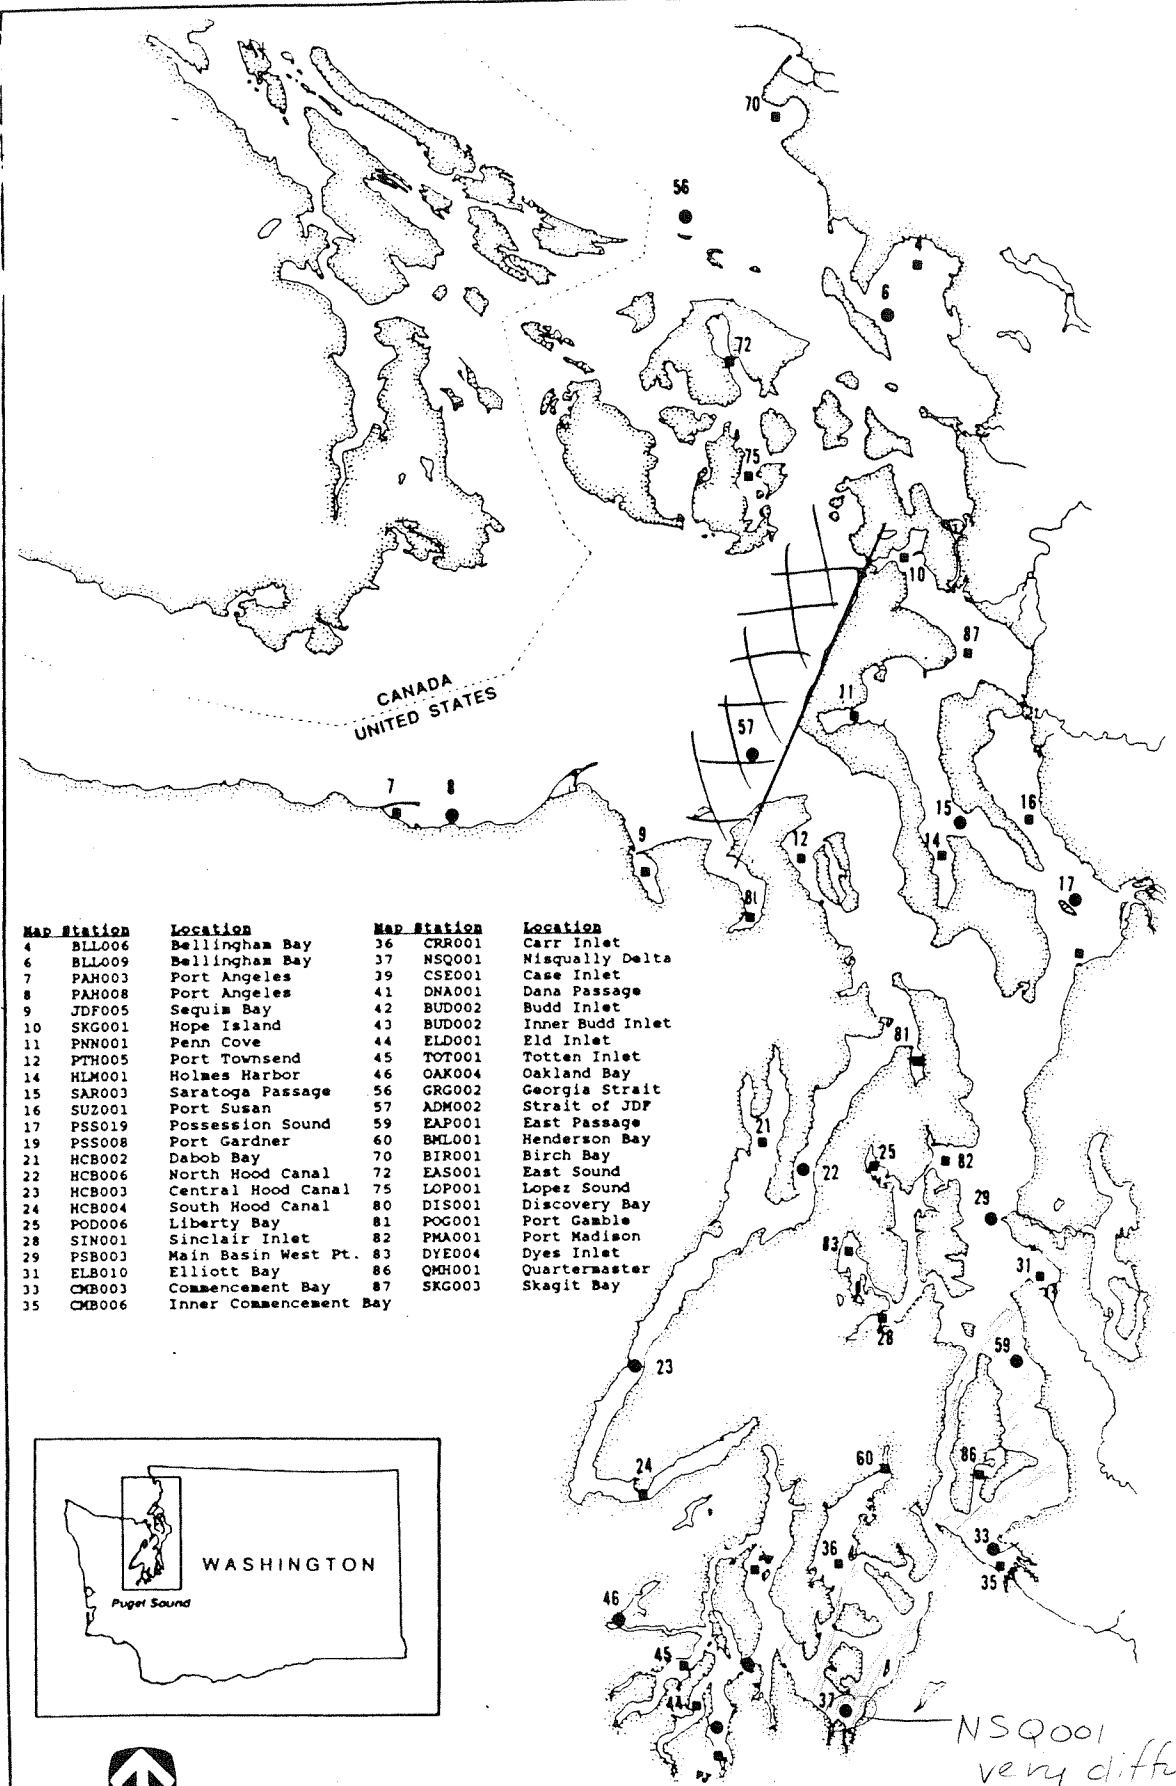 70
56
4
6
72
75
10
87
CANADA
UNITED STATES
11
57
7
8
9
12
15
16
14
17
Map Station Location
4 BLL006 Bellingham Bay
6 BLL009 Bellingham Bay
7 PAH003 Port Angeles
8 PAH008 Port Angeles
9 JDF005 Sequim Bay
10 SKG001 Hope Island
11 PNN001 Penn Cove
12 PTH005 Port Townsend
14 HLM001 Holmes Harbor
15 SAR003 Saratoga Passage
16 SUZ001 Port Susan
17 PSS019 Possession Sound
19 PSS008 Port Gardner
21 HCB002 Dabob Bay
22 HCB006 North Hood Canal
23 HCB003 Central Hood Canal
24 HCB004 South Hood Canal
25 POD006 Liberty Bay
28 SIN001 Sinclair Inlet
29 PSB003 Main Basin West Pt.
31 ELB010 Elliott Bay
33 CMB003 Commencement Bay
35 CMB006 Inner Commencement Bay
Map Station Location
36 CRR001 Carr Inlet
37 NSQ001 Nisqually Delta
39 CSE001 Case Inlet
41 DNA001 Dana Passage
42 BUD002 Budd Inlet
43 BUD002 Inner Budd Inlet
44 ELD001 Eld Inlet
45 TOT001 Totten Inlet
46 OAK004 Oakland Bay
56 GRG002 Georgia Strait
57 ADM002 Strait of JDF
59 EAP001 East Passage
60 BML001 Henderson Bay
70 BIR001 Birch Bay
72 EAS001 East Sound
75 LOP001 Lopez Sound
80 DIS001 Discovery Bay
81 POG001 Port Gamble
82 PMA001 Port Madison
83 DYE004 Dyes Inlet
86 QMH001 Quartermaster
87 SKG003 Skagit Bay
81
21
22
25
82
29
83
31
28
59
23
24
60
86
33
36
35
46
45
44
37
WASHINGTON
Puget Sound
NSQ001
very diffu